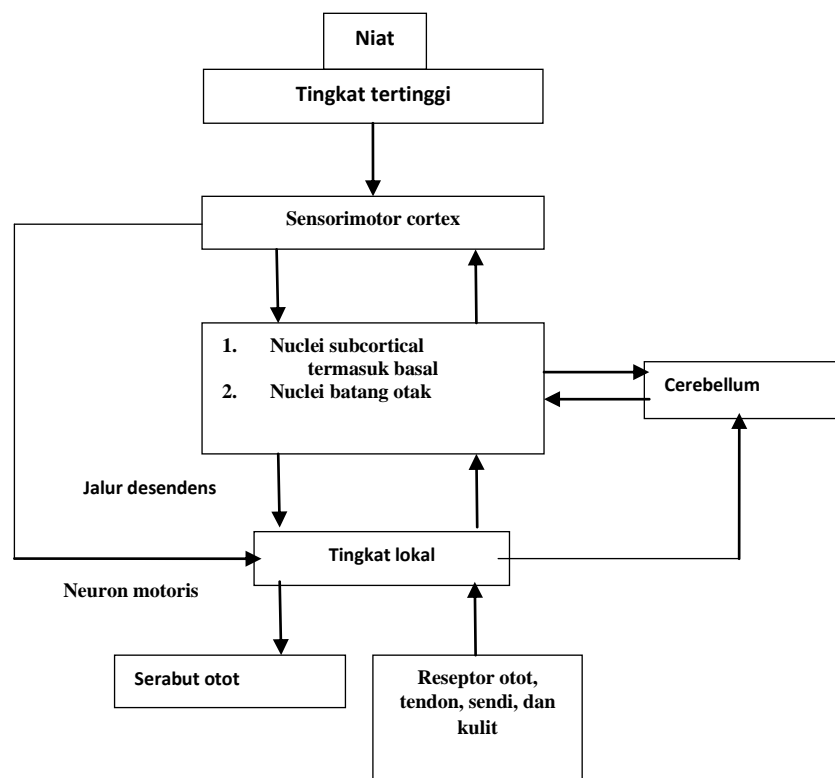 Niat
Tingkat tertinggi
Sensorimotor cortex
1. Nuclei subcortical
termasuk basal
2. Nuclei batang otak
Cerebellum
Jalur desendens
Tingkat lokal
Neuron motoris
Serabut otot
Reseptor otot,
tendon, sendi, dan
kulit